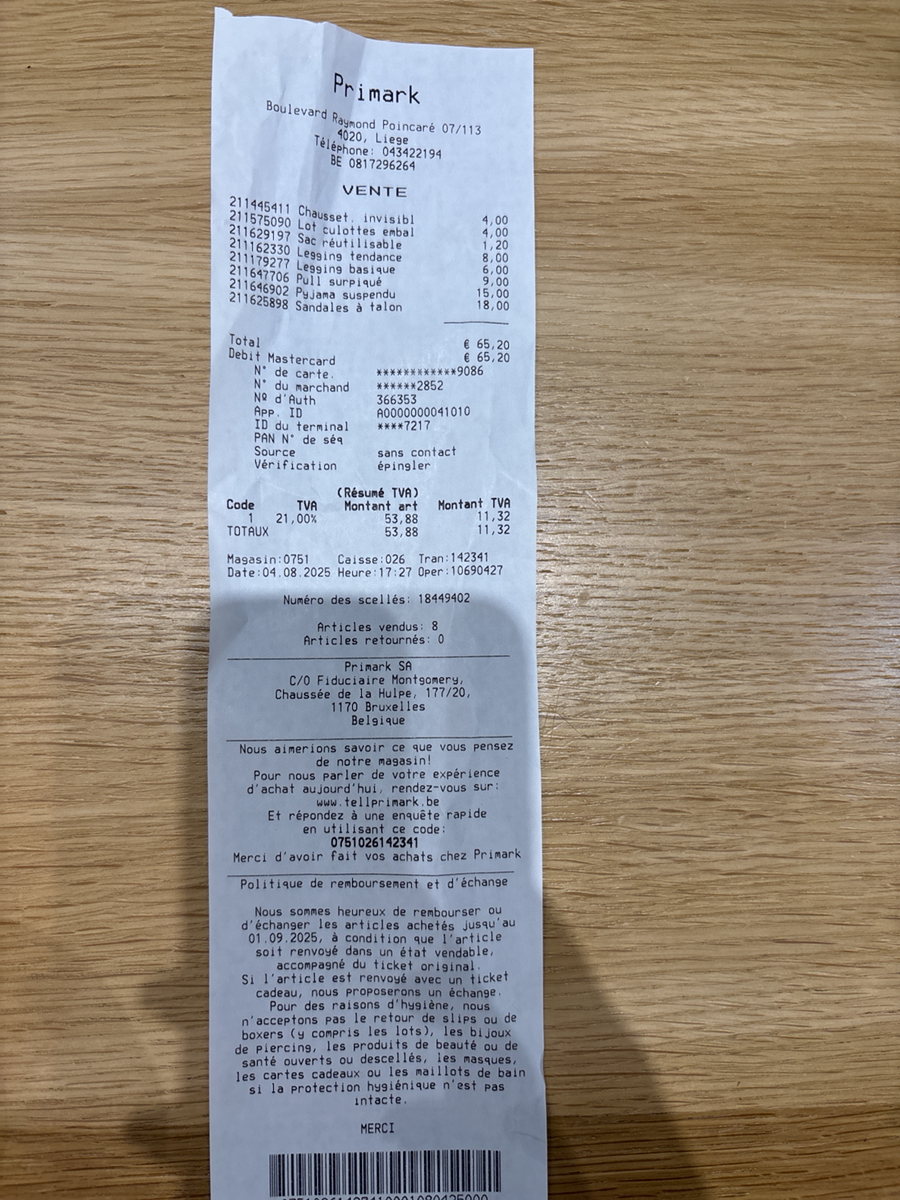 Primark
Boulevard Raymond Poincaré 07/113
4020, Liege
Téléphone: 043422194
BE 0817296264
VENTE
211445411 Chausset. invisibl 4,00
211575090 Lot culottes embal 4,00
211629197 Sac réutilisable 1,20
211162330 Legging tendance 8,00
211179277 Legging basique 6,00
211647706 Pull surpiqué 9,00
211646902 Pyjama suspendu 15,00
211625898 Sandales à talon 18,00
Total € 65,20
Debit Mastercard € 65,20
N° de carte. ************9086
N° du marchand ******2852
Nº d'Auth 366353
App. ID A0000000041010
ID du terminal ****7217
PAN N° de séq
Source sans contact
Vérification épingler
(Résumé TVA)
Code TVA Montant art Montant TVA
1 21,00% 53,88 11,32
TOTAUX 53,88 11,32
Magasin:0751 Caisse:026 Tran:142341
Date:04.08.2025 Heure:17:27 Oper:10690427
Numéro des scellés: 18449402
Articles vendus: 8
Articles retournés: 0
Primark SA
C/O Fiduciaire Montgomery,
Chaussée de la Hulpe, 177/20,
1170 Bruxelles
Belgique
Nous aimerions savoir ce que vous pensez
de notre magasin!
Pour nous parler de votre expérience
d'achat aujourd'hui, rendez-vous sur:
www.tellprimark.be
Et répondez à une enquête rapide
en utilisant ce code:
0751026142341
Merci d'avoir fait vos achats chez Primark
Politique de remboursement et d'échange
Nous sommes heureux de rembourser ou
d'échanger les articles achetés jusqu'au
01.09.2025, à condition que l'article
soit renvoyé dans un état vendable,
accompagné du ticket original.
Si l'article est renvoyé avec un ticket
cadeau, nous proposerons un échange.
Pour des raisons d'hygiène, nous
n'acceptons pas le retour de slips ou de
boxers (y compris les lots), les bijoux
de piercing, les produits de beauté ou de
santé ouverts ou descellés, les masques,
les cartes cadeaux ou les maillots de bain
si la protection hygiénique n'est pas
intacte.
MERCI